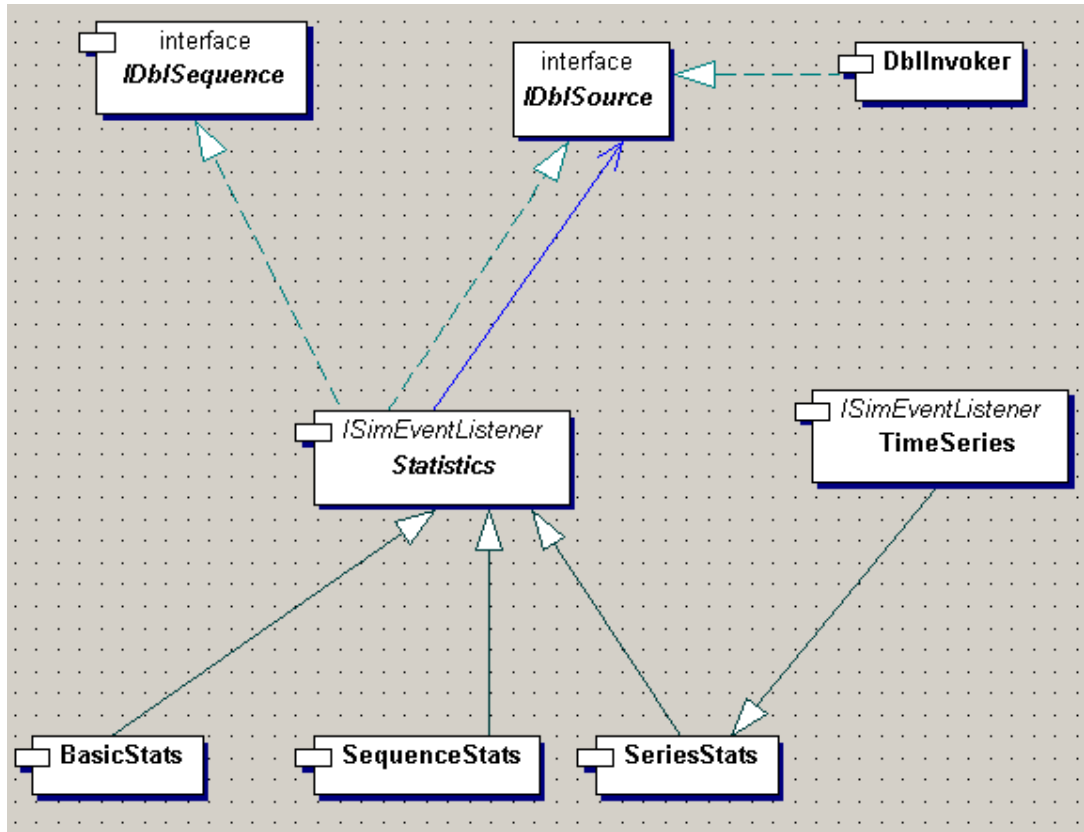 interface
IDblSequence
interface
IDblSource
DblInvoker
ISimEventListener
Statistics
ISimEventListener
TimeSeries
BasicStats
SequenceStats
SeriesStats